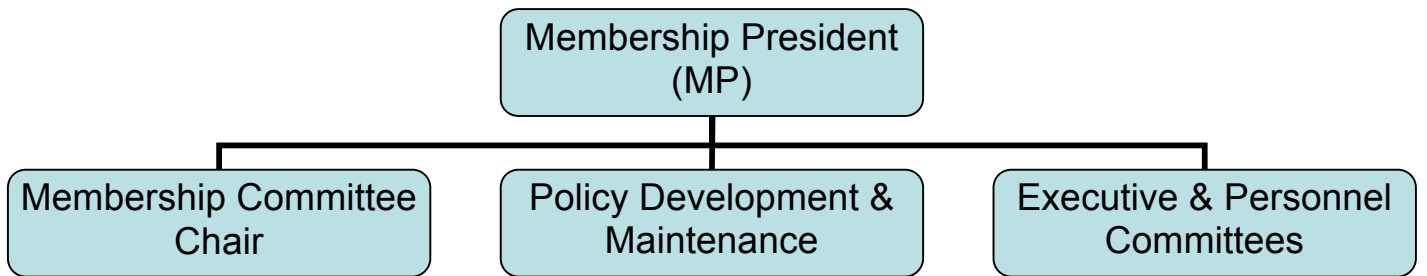 Membership President
(MP)
Membership Committee
Chair
Policy Development &
Maintenance
Executive & Personnel
Committees